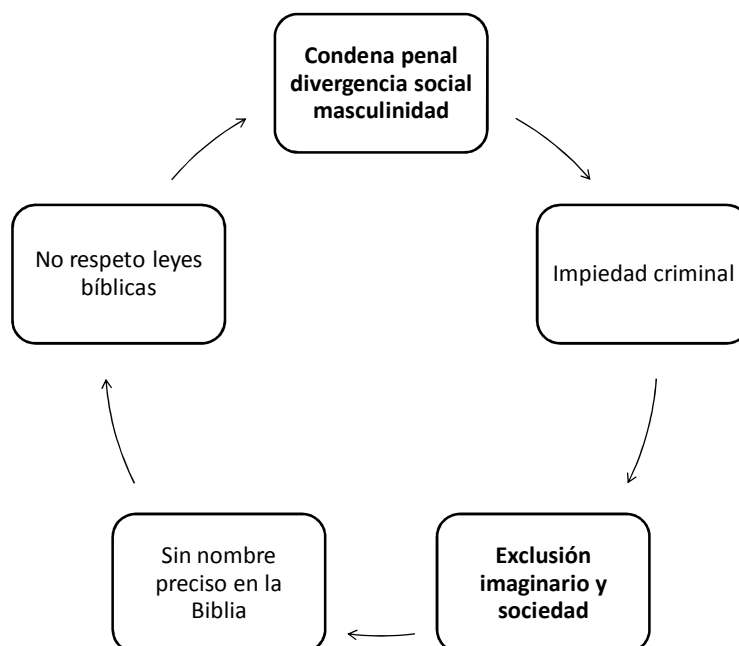 Condena penal
divergencia social
masculinidad
Impiedad criminal
Exclusión
imaginario y
sociedad
Sin nombre
preciso en la
Biblia
No respeto leyes
bíblicas